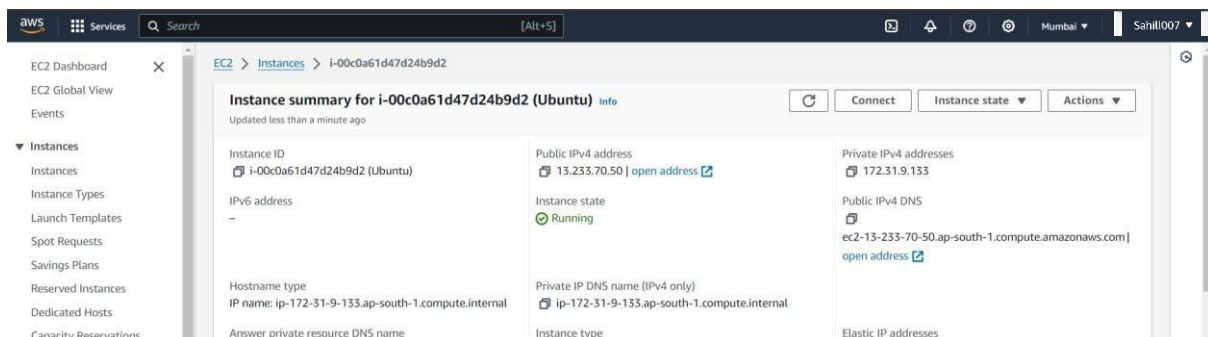 aws
Services
Search
[Alt+S]
Mumbai
Sahill007
EC2 Dashboard
EC2 Global View
Events
Instances
Instances
Instance Types
Launch Templates
Spot Requests
Savings Plans
Reserved Instances
Dedicated Hosts
Capacity Reservations
EC2 > Instances > i-00c0a61d47d24b9d2
Instance summary for i-00c0a61d47d24b9d2 (Ubuntu) Info
Updated less than a minute ago
Connect
Instance state
Actions
Instance ID
i-00c0a61d47d24b9d2 (Ubuntu)
Public IPv4 address
13.233.70.50 | open address
Private IPv4 addresses
172.31.9.133
IPv6 address
–
Instance state
Running
Public IPv4 DNS
ec2-13-233-70-50.ap-south-1.compute.amazonaws.com |
open address
Hostname type
IP name: ip-172-31-9-133.ap-south-1.compute.internal
Private IP DNS name (IPv4 only)
ip-172-31-9-133.ap-south-1.compute.internal
Answer private resource DNS name
Instance type
Elastic IP addresses